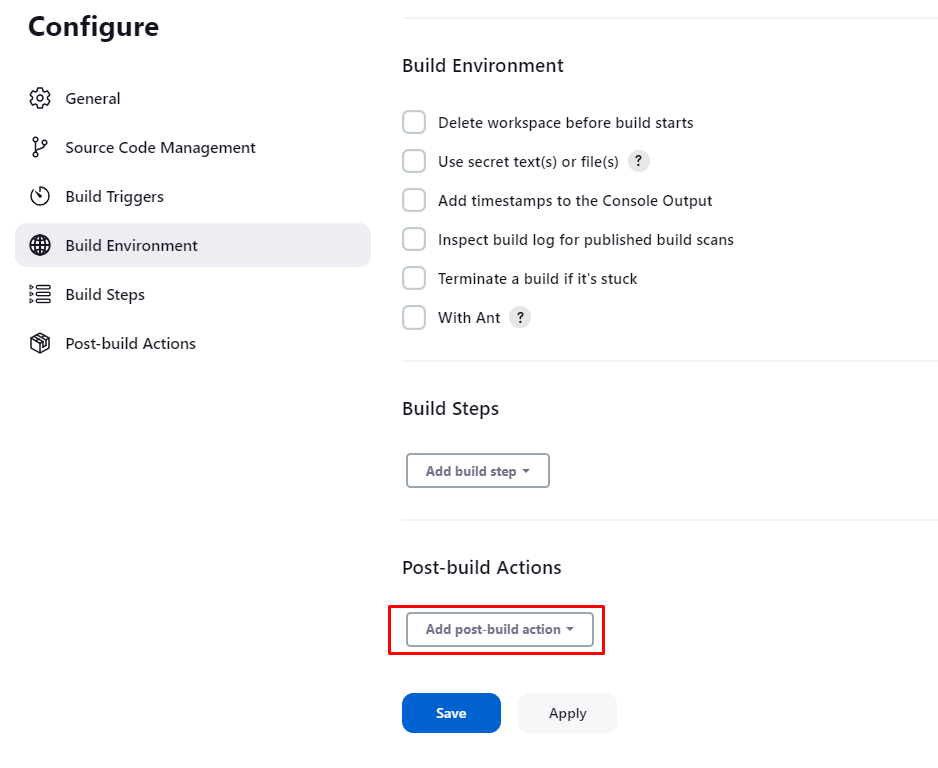 Configure
General
Source Code Management
Build Triggers
Build Environment
Build Steps
Post-build Actions
Build Environment
Delete workspace before build starts
Use secret text(s) or file(s) ?
Add timestamps to the Console Output
Inspect build log for published build scans
Terminate a build if it's stuck
With Ant ?
Build Steps
Add build step
Post-build Actions
Add post-build action
Save Apply